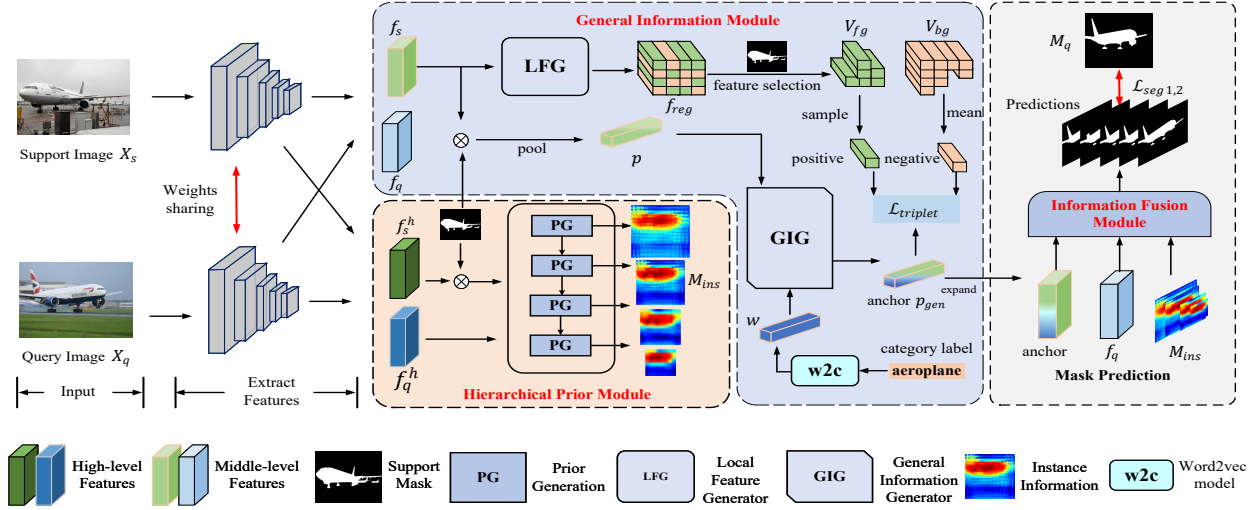 General Information Module
f_s
LFG
f_reg
feature selection
V_fg
V_bg
sample
mean
positive
negative
ℒ_triplet
f_q
pool
p
GIG
anchor p_gen
expand
w
w2c
category label
aeroplane
Support Image X_s
Weights
sharing
Query Image X_q
Input
Extract
Features
f_s^h
f_q^h
PG
PG
PG
PG
M_ins
Hierarchical Prior Module
M_q
ℒ_seg 1,2
Predictions
Information Fusion
Module
anchor
f_q
M_ins
Mask Prediction
High-level
Features
Middle-level
Features
Support
Mask
PG
Prior
Generation
LFG
Local
Feature
Generator
GIG
General
Information
Generator
Instance
Information
w2c
Word2vec
model